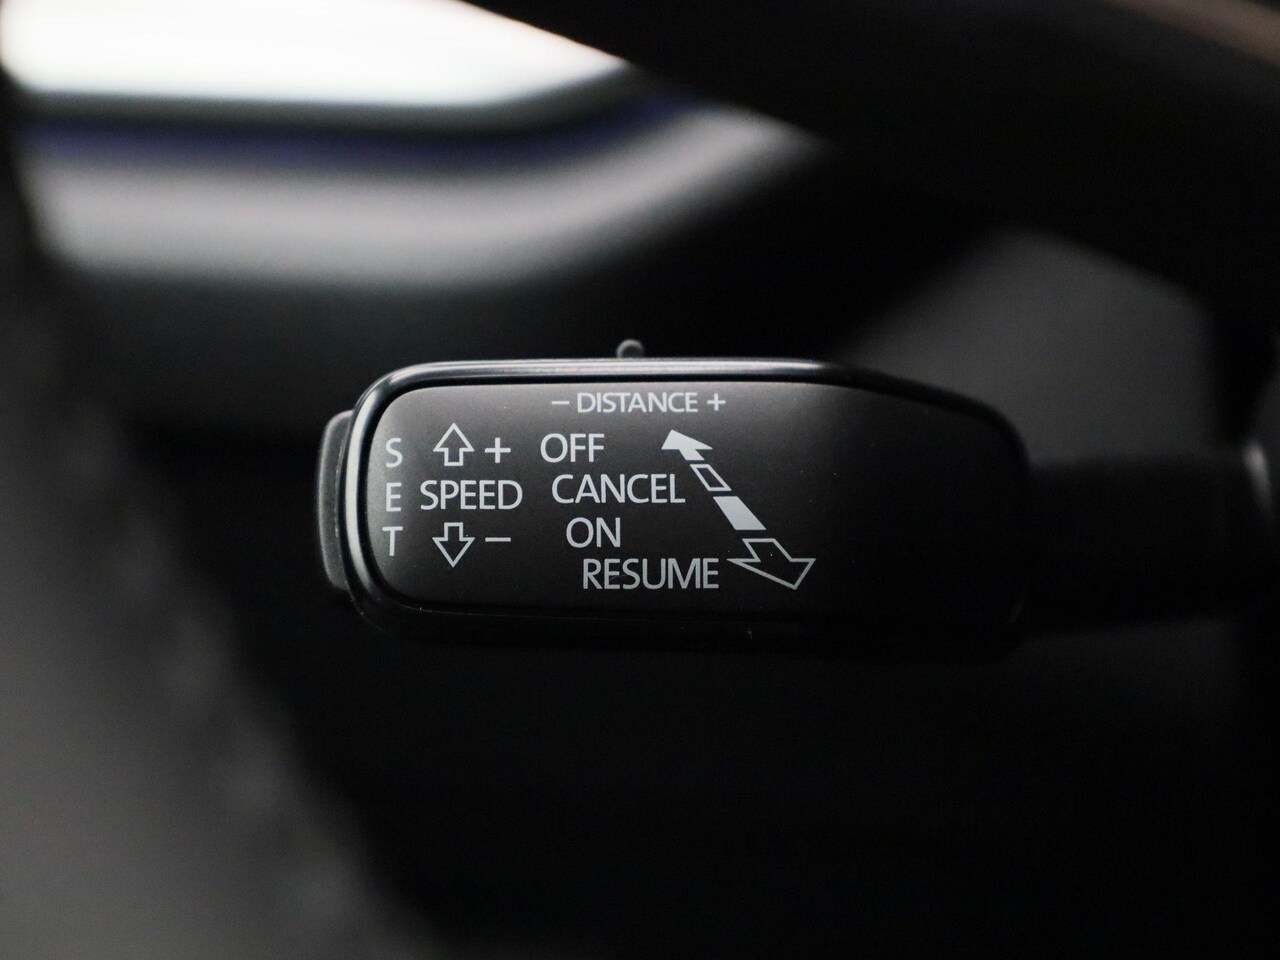 − DISTANCE +
S E T
+
SPEED
−
OFF
CANCEL
ON
RESUME